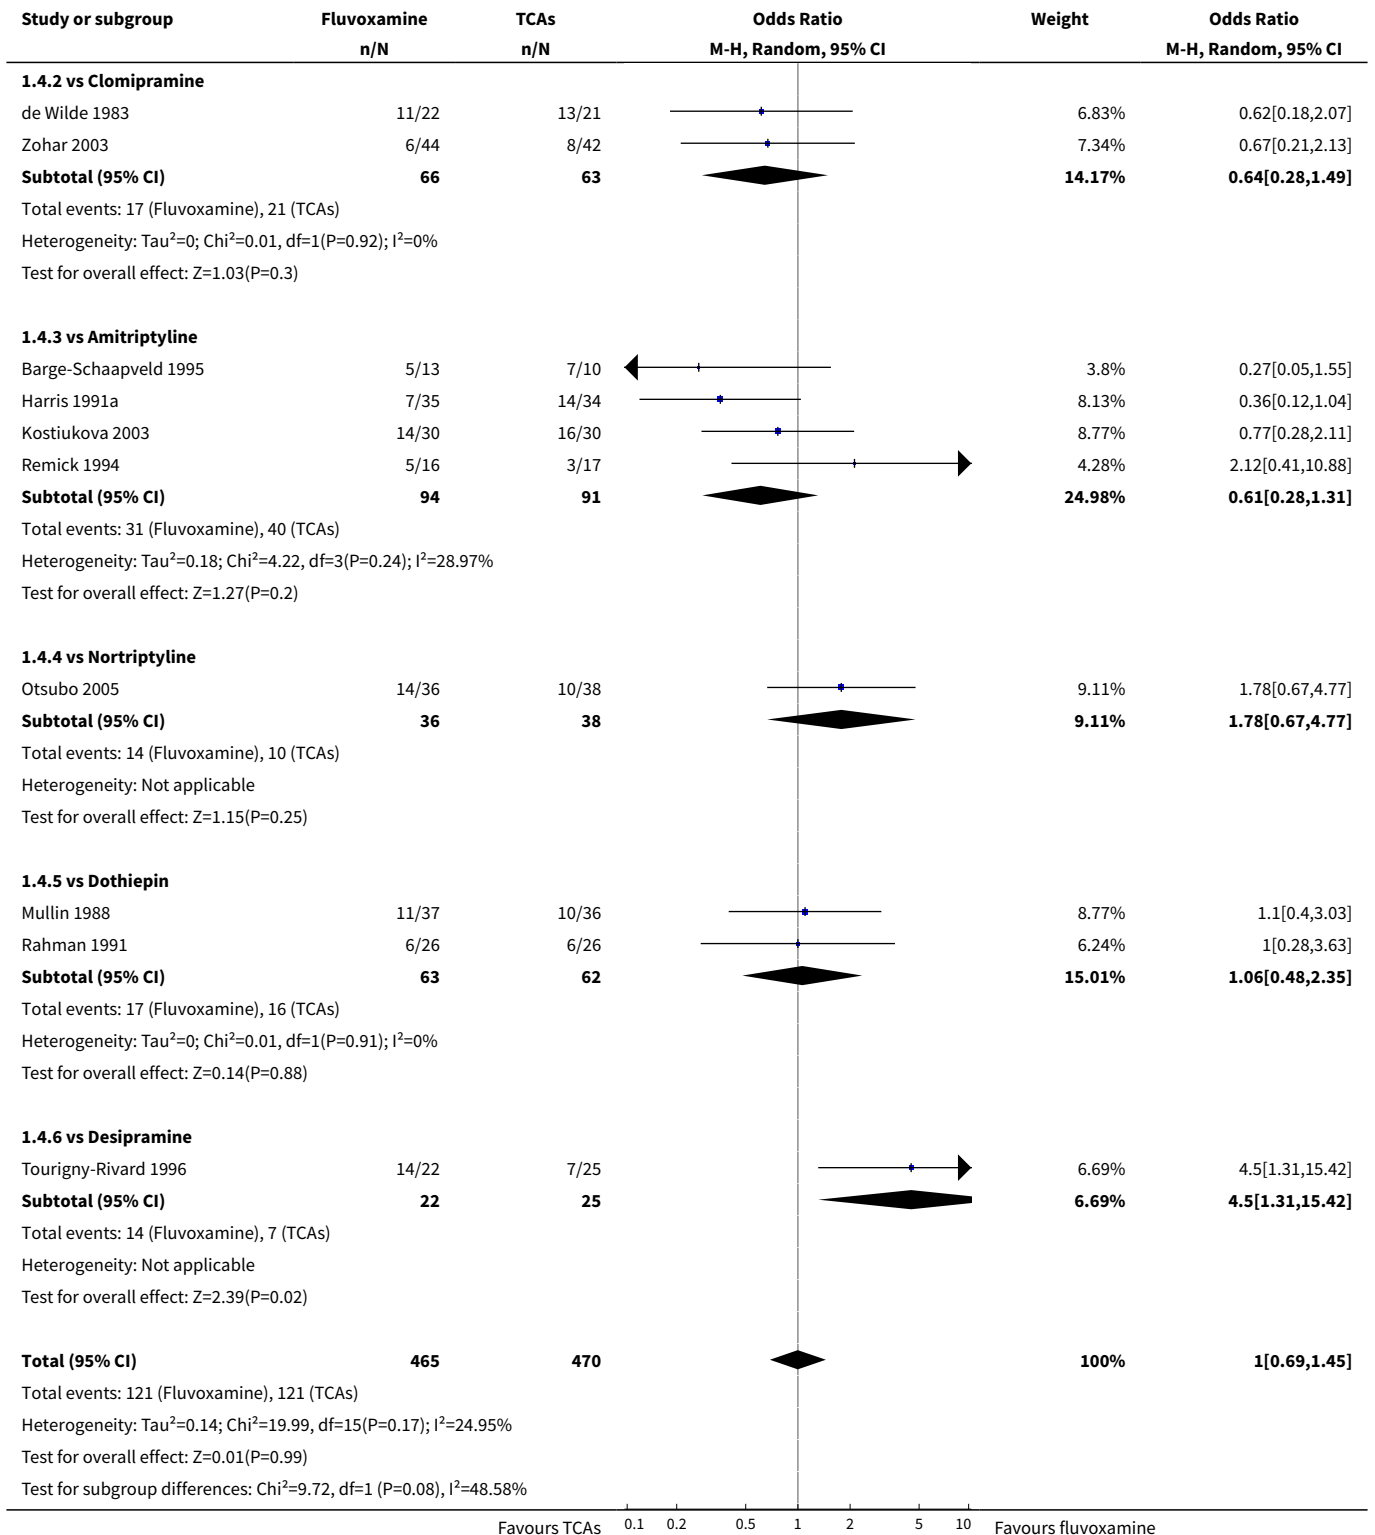 Study or subgroup Fluvoxamine TCAs Odds Ratio Weight Odds Ratio
n/N n/N M-H, Random, 95% CI M-H, Random, 95% CI
1.4.2 vs Clomipramine
de Wilde 1983 11/22 13/21 6.83% 0.62[0.18,2.07]
Zohar 2003 6/44 8/42 7.34% 0.67[0.21,2.13]
Subtotal (95% CI) 66 63 14.17% 0.64[0.28,1.49]
Total events: 17 (Fluvoxamine), 21 (TCAs)
Heterogeneity: Tau²=0; Chi²=0.01, df=1(P=0.92); I²=0%
Test for overall effect: Z=1.03(P=0.3)
1.4.3 vs Amitriptyline
Barge-Schaapveld 1995 5/13 7/10 3.8% 0.27[0.05,1.55]
Harris 1991a 7/35 14/34 8.13% 0.36[0.12,1.04]
Kostiukova 2003 14/30 16/30 8.77% 0.77[0.28,2.11]
Remick 1994 5/16 3/17 4.28% 2.12[0.41,10.88]
Subtotal (95% CI) 94 91 24.98% 0.61[0.28,1.31]
Total events: 31 (Fluvoxamine), 40 (TCAs)
Heterogeneity: Tau²=0.18; Chi²=4.22, df=3(P=0.24); I²=28.97%
Test for overall effect: Z=1.27(P=0.2)
1.4.4 vs Nortriptyline
Otsubo 2005 14/36 10/38 9.11% 1.78[0.67,4.77]
Subtotal (95% CI) 36 38 9.11% 1.78[0.67,4.77]
Total events: 14 (Fluvoxamine), 10 (TCAs)
Heterogeneity: Not applicable
Test for overall effect: Z=1.15(P=0.25)
1.4.5 vs Dothiepin
Mullin 1988 11/37 10/36 8.77% 1.1[0.4,3.03]
Rahman 1991 6/26 6/26 6.24% 1[0.28,3.63]
Subtotal (95% CI) 63 62 15.01% 1.06[0.48,2.35]
Total events: 17 (Fluvoxamine), 16 (TCAs)
Heterogeneity: Tau²=0; Chi²=0.01, df=1(P=0.91); I²=0%
Test for overall effect: Z=0.14(P=0.88)
1.4.6 vs Desipramine
Tourigny-Rivard 1996 14/22 7/25 6.69% 4.5[1.31,15.42]
Subtotal (95% CI) 22 25 6.69% 4.5[1.31,15.42]
Total events: 14 (Fluvoxamine), 7 (TCAs)
Heterogeneity: Not applicable
Test for overall effect: Z=2.39(P=0.02)
Total (95% CI) 465 470 100% 1[0.69,1.45]
Total events: 121 (Fluvoxamine), 121 (TCAs)
Heterogeneity: Tau²=0.14; Chi²=19.99, df=15(P=0.17); I²=24.95%
Test for overall effect: Z=0.01(P=0.99)
Test for subgroup differences: Chi²=9.72, df=1 (P=0.08), I²=48.58%
Favours TCAs 0.1 0.2 0.5 1 2 5 10 Favours fluvoxamine